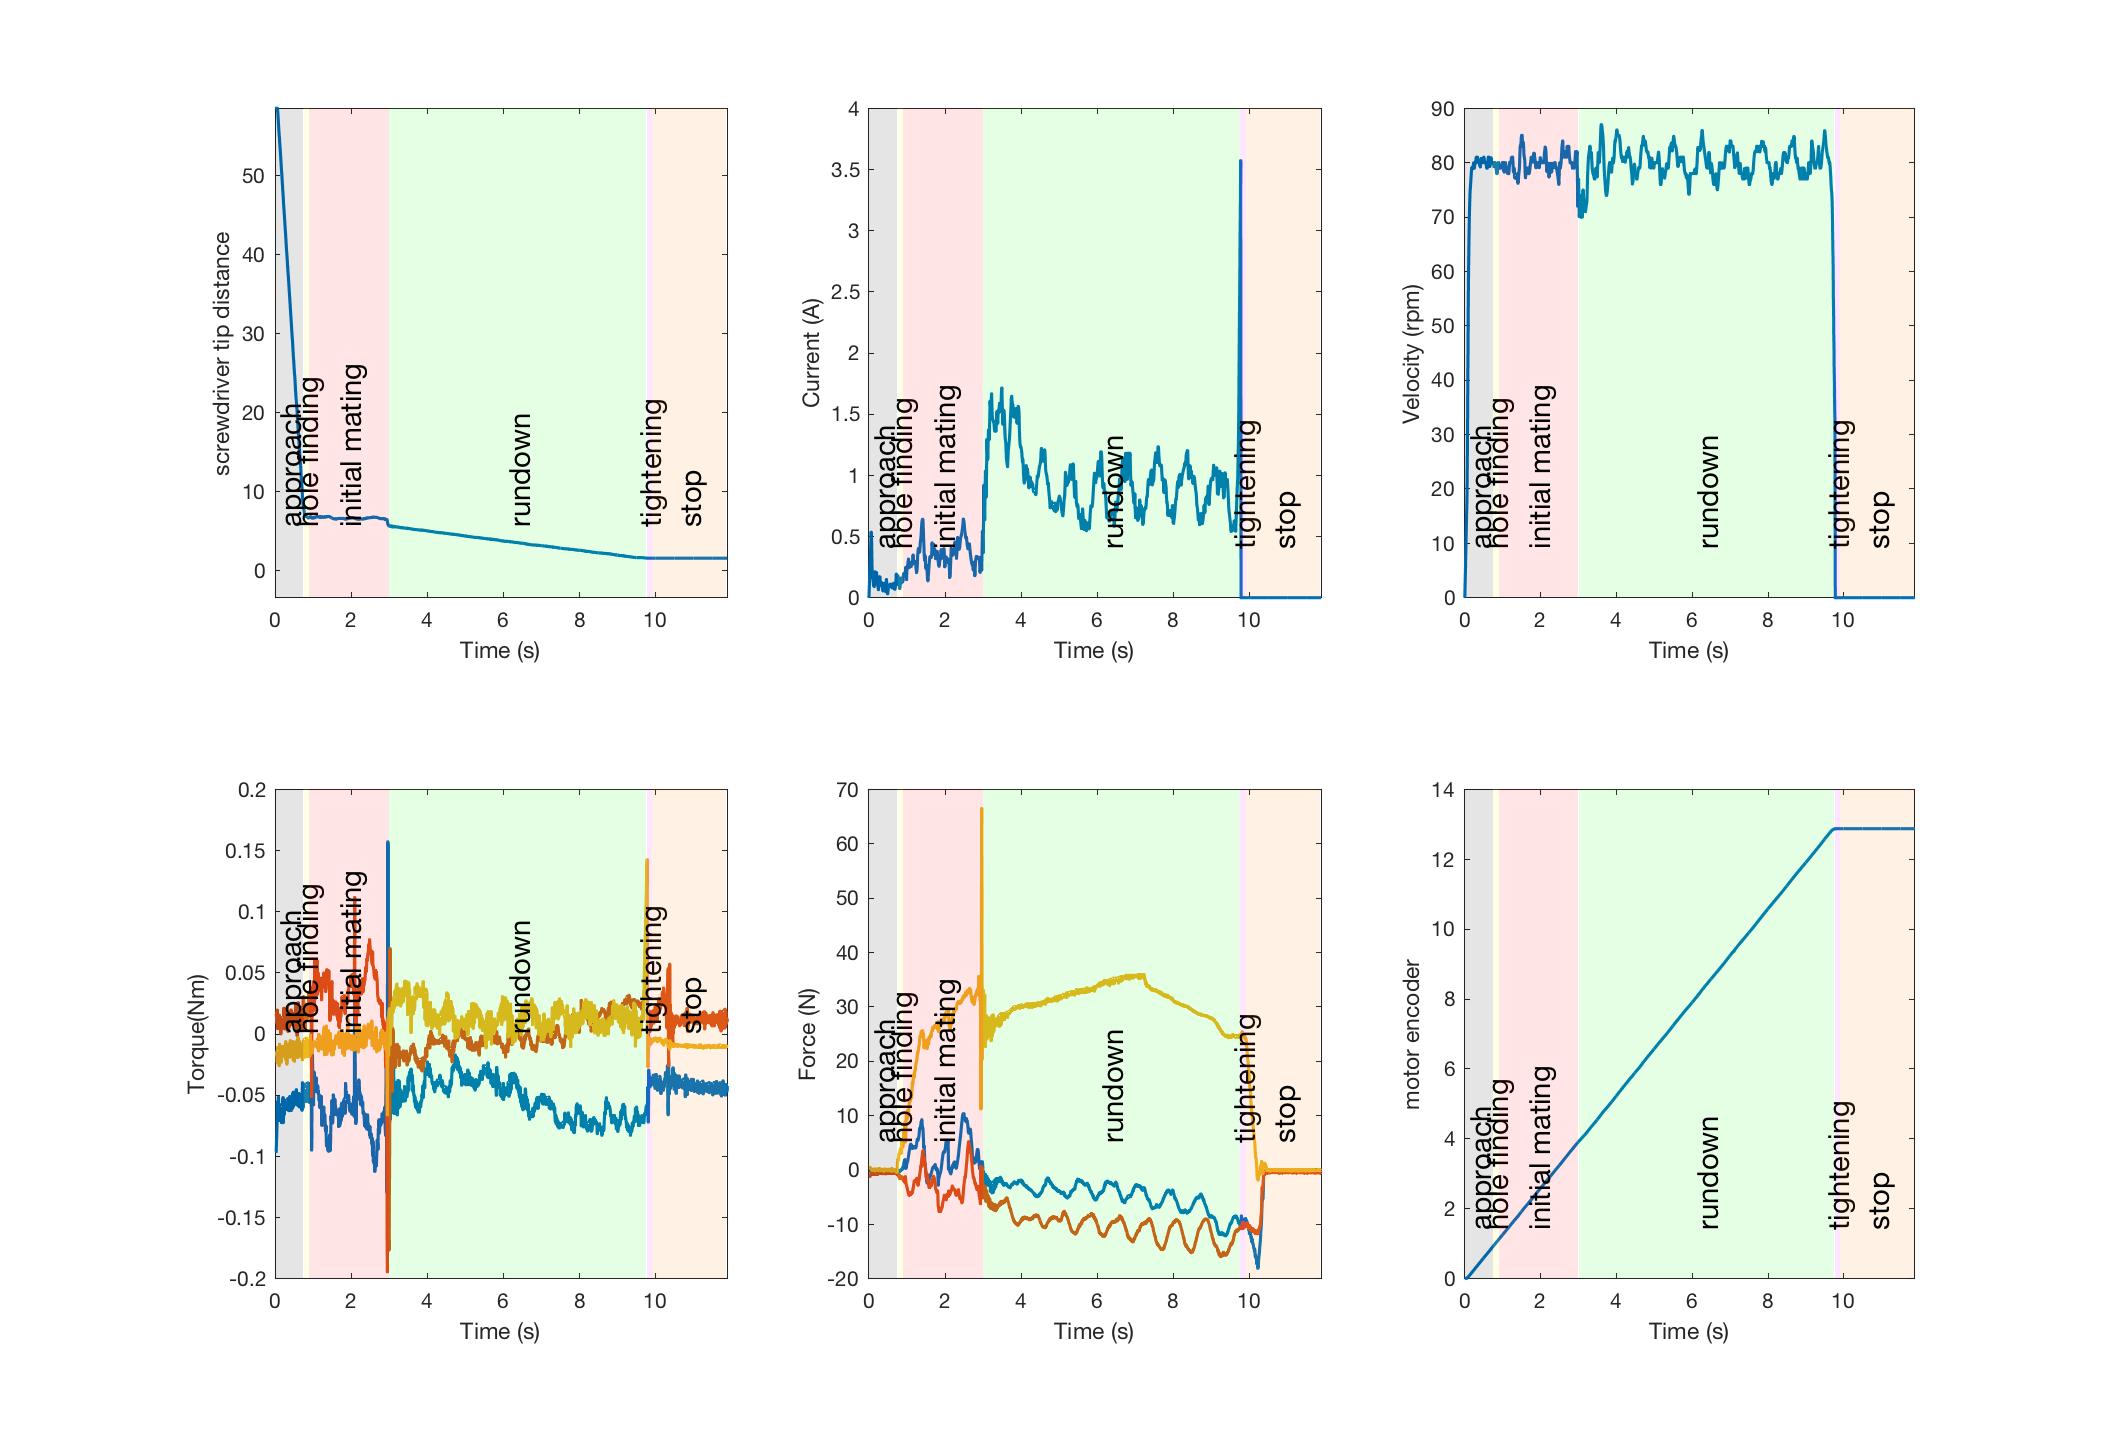 screwdriver tip distance
50
40
30
20
10
0
approach
hole finding
initial mating
rundown
tightening
stop
0 2 4 6 8 10
Time (s)
Current (A)
4
3.5
3
2.5
2
1.5
1
0.5
0
approach
hole finding
initial mating
rundown
tightening
stop
0 2 4 6 8 10
Time (s)
Velocity (rpm)
90
80
70
60
50
40
30
20
10
0
approach
hole finding
initial mating
rundown
tightening
stop
0 2 4 6 8 10
Time (s)
Torque(Nm)
0.2
0.15
0.1
0.05
0
-0.05
-0.1
-0.15
-0.2
approach
hole finding
initial mating
rundown
tightening
stop
0 2 4 6 8 10
Time (s)
Force (N)
70
60
50
40
30
20
10
0
-10
-20
approach
hole finding
initial mating
rundown
tightening
stop
0 2 4 6 8 10
Time (s)
motor encoder
14
12
10
8
6
4
2
0
approach
hole finding
initial mating
rundown
tightening
stop
0 2 4 6 8 10
Time (s)